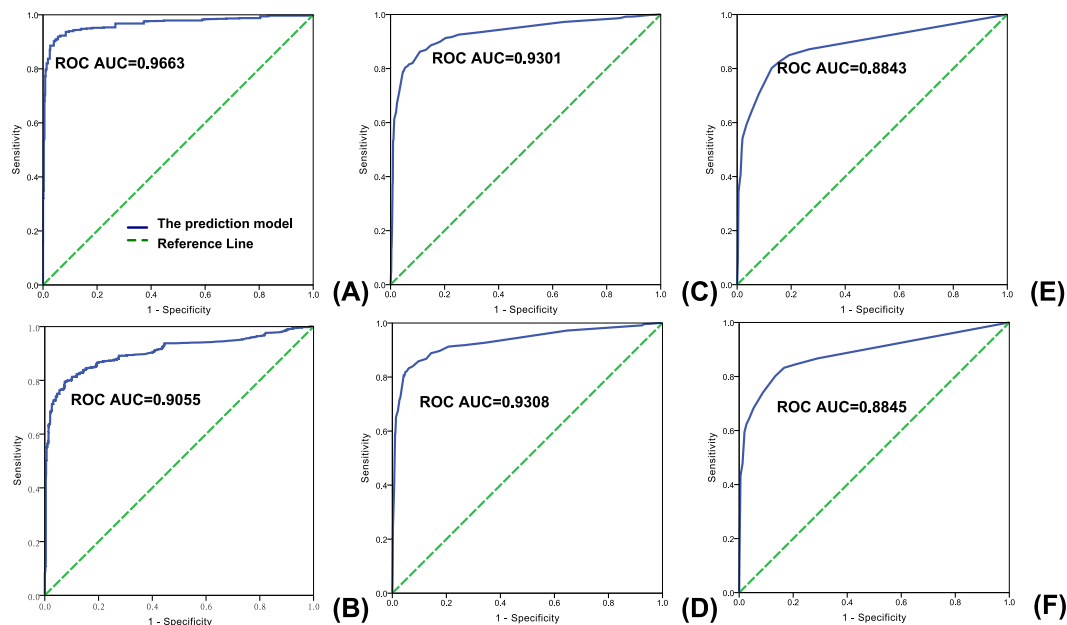 1.0
0.8
0.6
0.4
0.2
0.0
Sensitivity
ROC AUC=0.9663
The prediction model
Reference Line
0.0 0.2 0.4 0.6 0.8 1.0
1 - Specificity
(A)
1.0
0.8
0.6
0.4
0.2
0.0
Sensitivity
ROC AUC=0.9301
0.0 0.2 0.4 0.6 0.8 1.0
1 - Specificity
(C)
1.0
0.8
0.6
0.4
0.2
0.0
Sensitivity
ROC AUC=0.8843
0.0 0.2 0.4 0.6 0.8 1.0
1 - Specificity
(E)
1.0
0.8
0.6
0.4
0.2
0.0
Sensitivity
ROC AUC=0.9055
0.0 0.2 0.4 0.6 0.8 1.0
1 - Specificity
(B)
1.0
0.8
0.6
0.4
0.2
0.0
Sensitivity
ROC AUC=0.9308
0.0 0.2 0.4 0.6 0.8 1.0
1 - Specificity
(D)
1.0
0.8
0.6
0.4
0.2
0.0
Sensitivity
ROC AUC=0.8845
0.0 0.2 0.4 0.6 0.8 1.0
1 - Specificity
(F)